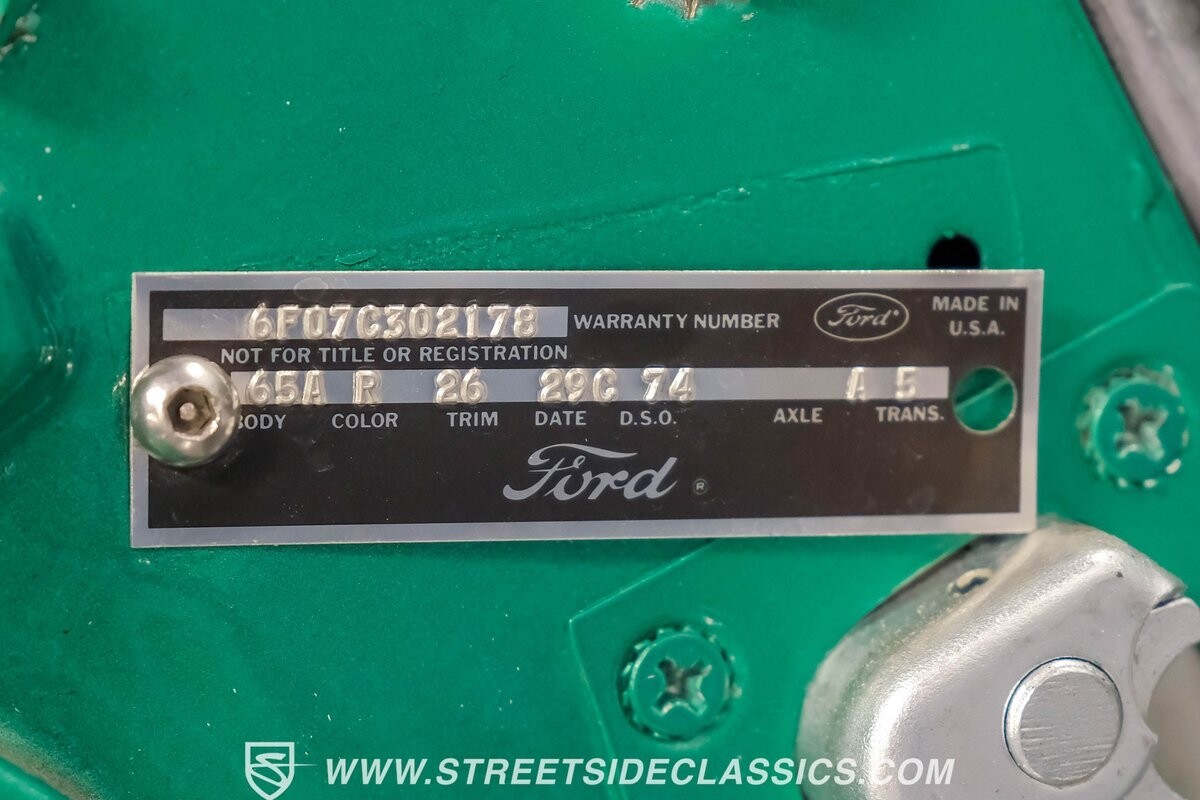 6F07C302178 WARRANTY NUMBER Ford MADE IN
U.S.A.
NOT FOR TITLE OR REGISTRATION
65A R 26 29G 74 A 5
BODY COLOR TRIM DATE D.S.O. AXLE TRANS.
Ford ®
WWW.STREETSIDECLASSICS.COM